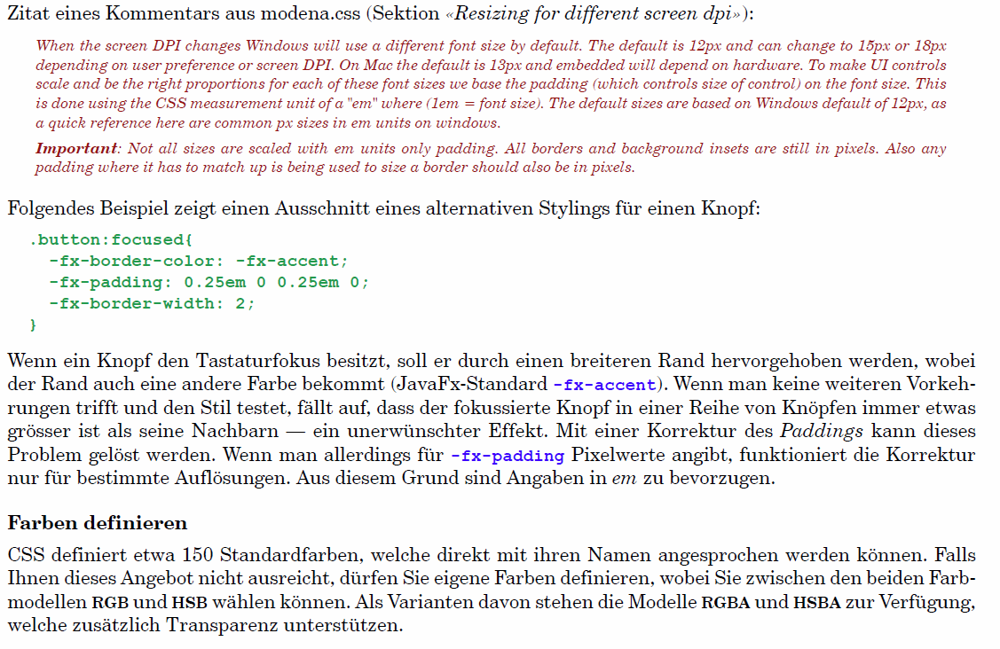 Zitat eines Kommentars aus modena.css (Sektion «Resizing for different screen dpi»):
When the screen DPI changes Windows will use a different font size by default. The default is 12px and can change to 15px or 18px
depending on user preference or screen DPI. On Mac the default is 13px and embedded will depend on hardware. To make UI controls
scale and be the right proportions for each of these font sizes we base the padding (which controls size of control) on the font size. This
is done using the CSS measurement unit of a "em" where (1em = font size). The default sizes are based on Windows default of 12px, as
a quick reference here are common px sizes in em units on windows.
Important: Not all sizes are scaled with em units only padding. All borders and background insets are still in pixels. Also any
padding where it has to match up is being used to size a border should also be in pixels.
Folgendes Beispiel zeigt einen Ausschnitt eines alternativen Stylings für einen Knopf:
.button:focused{
-fx-border-color: -fx-accent;
-fx-padding: 0.25em 0 0.25em 0;
-fx-border-width: 2;
}
Wenn ein Knopf den Tastaturfokus besitzt, soll er durch einen breiteren Rand hervorgehoben werden, wobei
der Rand auch eine andere Farbe bekommt (JavaFx-Standard -fx-accent). Wenn man keine weiteren Vorkeh-
rungen trifft und den Stil testet, fällt auf, dass der fokussierte Knopf in einer Reihe von Knöpfen immer etwas
grösser ist als seine Nachbarn — ein unerwünschter Effekt. Mit einer Korrektur des Paddings kann dieses
Problem gelöst werden. Wenn man allerdings für -fx-padding Pixelwerte angibt, funktioniert die Korrektur
nur für bestimmte Auflösungen. Aus diesem Grund sind Angaben in em zu bevorzugen.
Farben definieren
CSS definiert etwa 150 Standardfarben, welche direkt mit ihren Namen angesprochen werden können. Falls
Ihnen dieses Angebot nicht ausreicht, dürfen Sie eigene Farben definieren, wobei Sie zwischen den beiden Farb-
modellen RGB und HSB wählen können. Als Varianten davon stehen die Modelle RGBA und HSBA zur Verfügung,
welche zusätzlich Transparenz unterstützen.